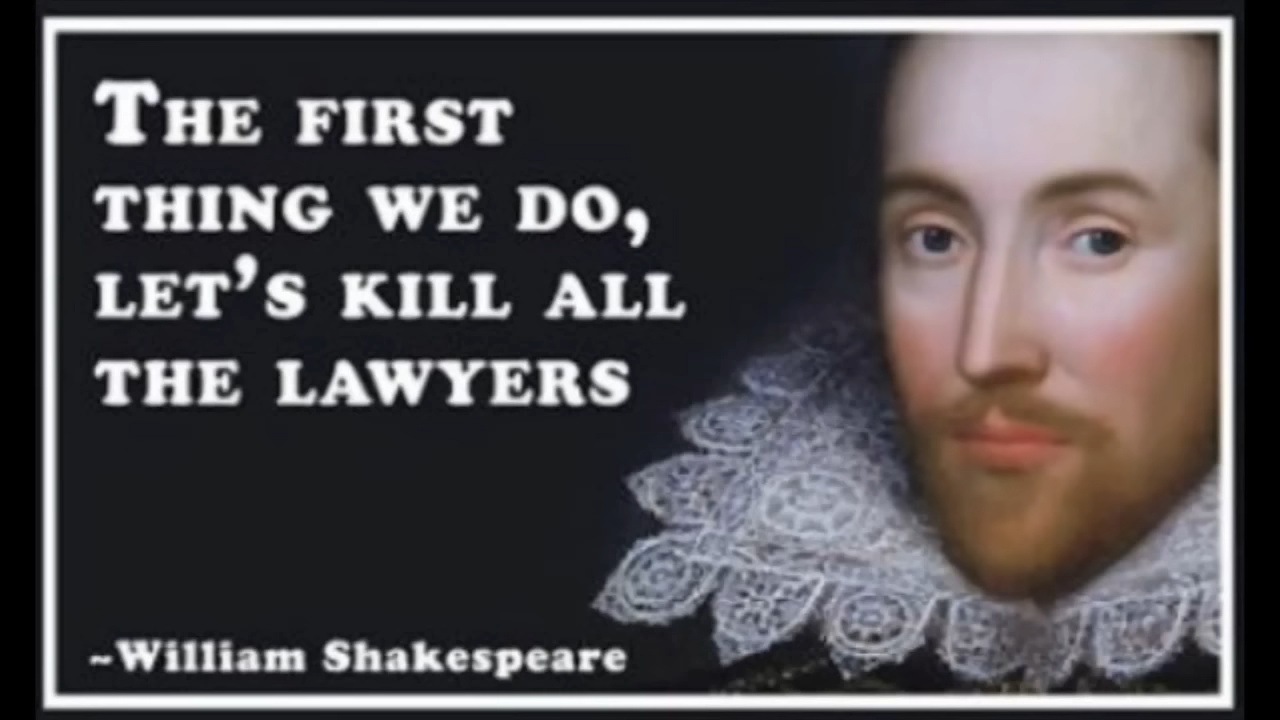 The first
thing we do,
let's kill all
the lawyers
~William Shakespeare